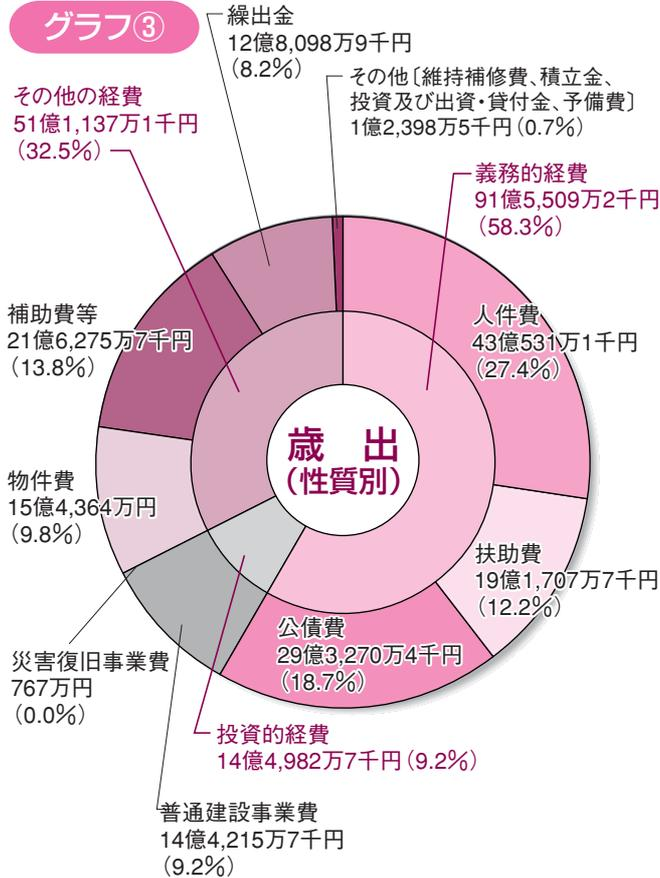 グラフ③
繰出金
12億8,098万9千円
(8.2%)
その他〔維持補修費、積立金、
投資及び出資・貸付金、予備費〕
1億2,398万5千円(0.7%)
その他の経費
51億1,137万1千円
(32.5%)
義務的経費
91億5,509万2千円
(58.3%)
人件費
43億531万1千円
(27.4%)
補助費等
21億6,275万7千円
(13.8%)
歳 出
(性質別)
物件費
15億4,364万円
(9.8%)
扶助費
19億1,707万7千円
(12.2%)
公債費
29億3,270万4千円
(18.7%)
災害復旧事業費
767万円
(0.0%)
投資的経費
14億4,982万7千円(9.2%)
普通建設事業費
14億4,215万7千円
(9.2%)